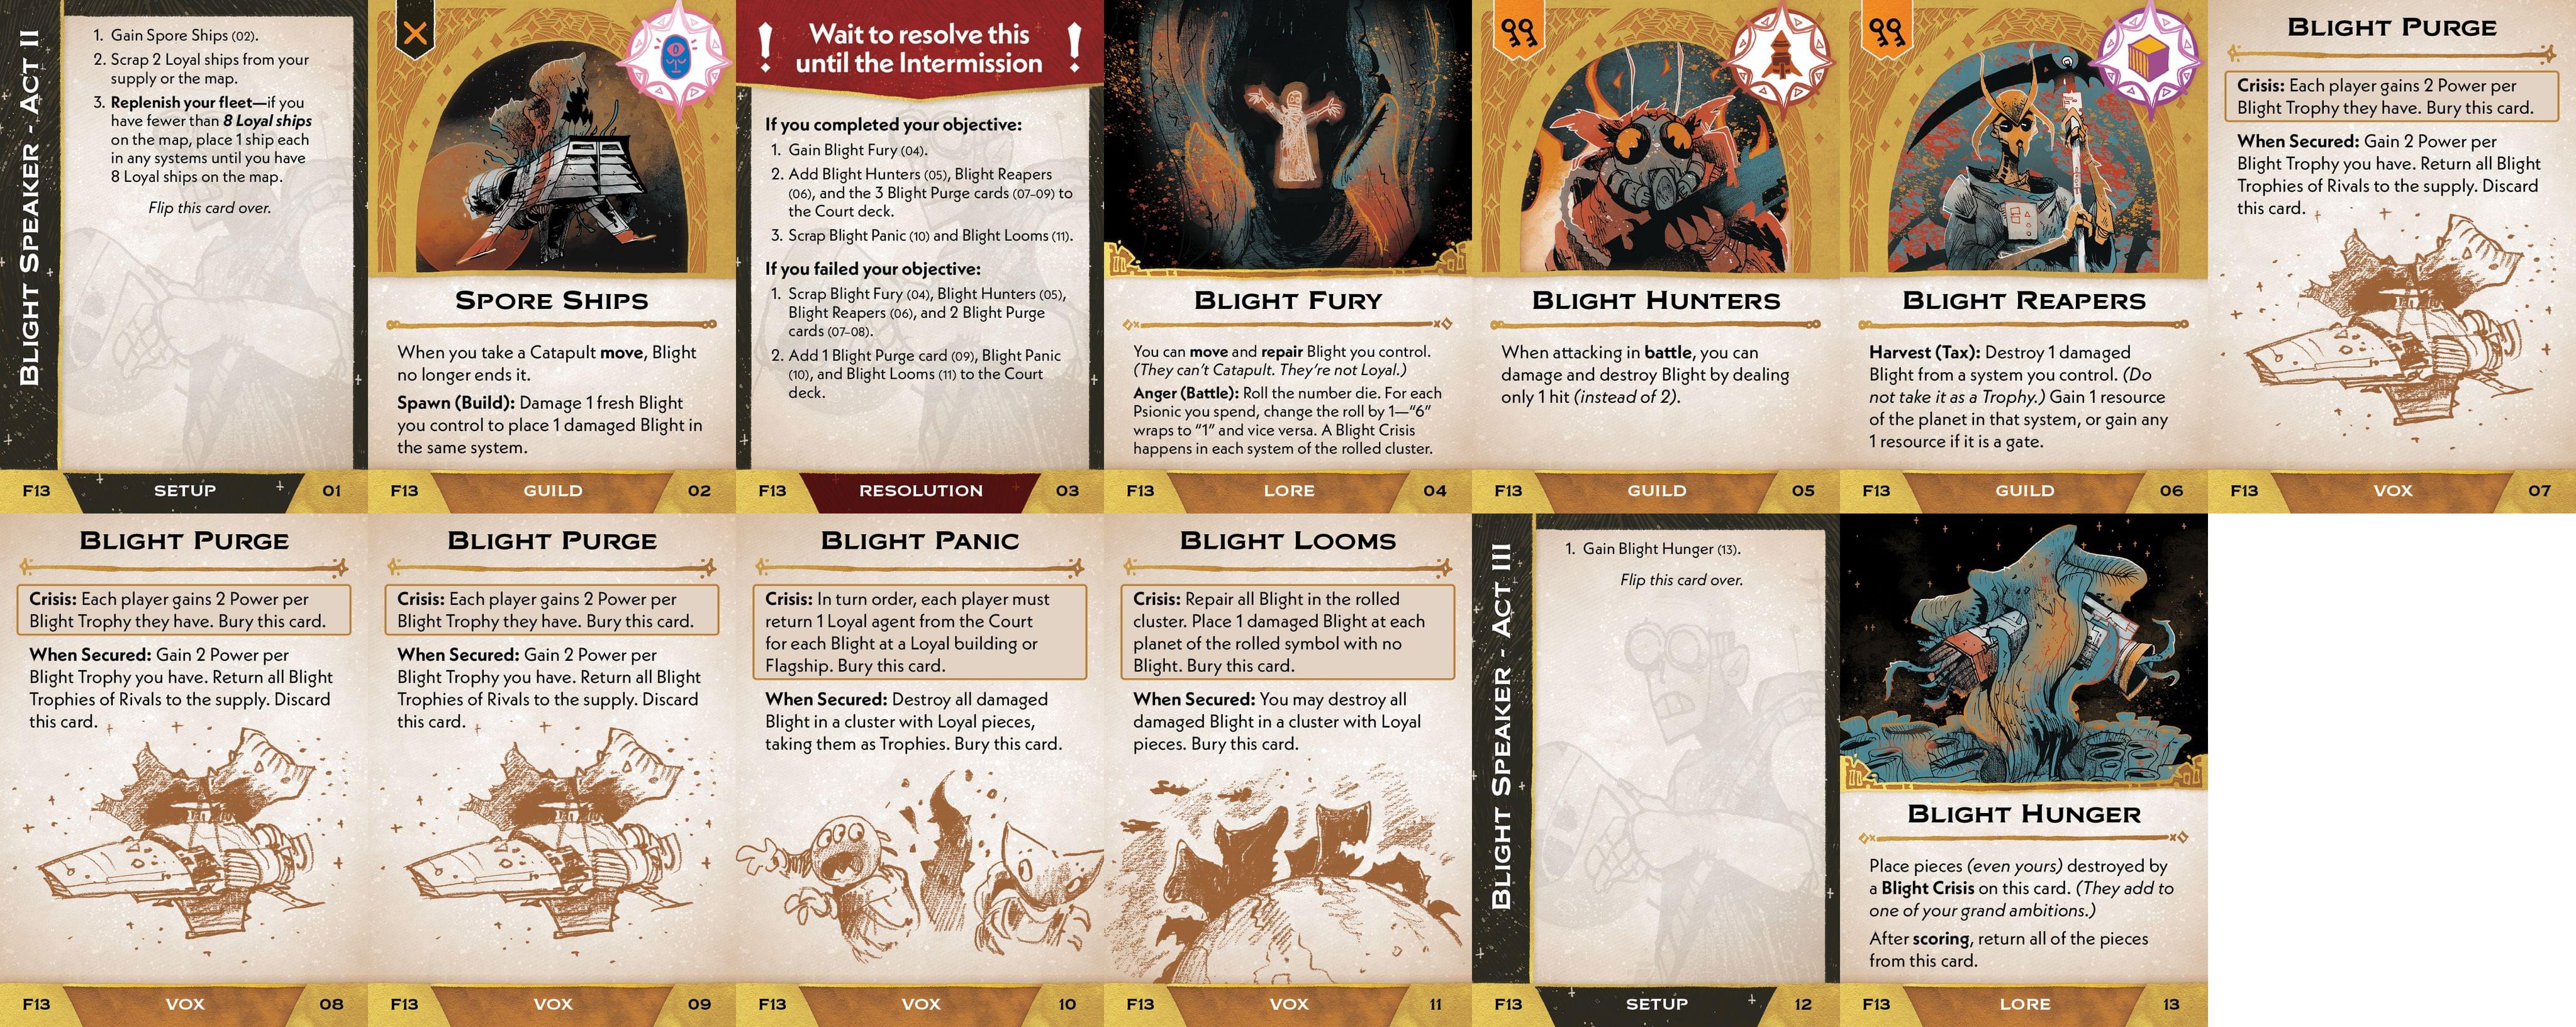 BLIGHT SPEAKER - ACT II
1. Gain Spore Ships (02).
2. Scrap 2 Loyal ships from your
supply or the map.
3. Replenish your fleet—if you
have fewer than 8 Loyal ships
on the map, place 1 ship each
in any systems until you have
8 Loyal ships on the map.
Flip this card over.
F13 SETUP 01
SPORE SHIPS
When you take a Catapult move, Blight
no longer ends it.
Spawn (Build): Damage 1 fresh Blight
you control to place 1 damaged Blight in
the same system.
F13 GUILD 02
! Wait to resolve this !
until the Intermission
If you completed your objective:
1. Gain Blight Fury (04).
2. Add Blight Hunters (05), Blight Reapers
(06), and the 3 Blight Purge cards (07–09) to
the Court deck.
3. Scrap Blight Panic (10) and Blight Looms (11).
If you failed your objective:
1. Scrap Blight Fury (04), Blight Hunters (05),
Blight Reapers (06), and 2 Blight Purge
cards (07–08).
2. Add 1 Blight Purge card (09), Blight Panic
(10), and Blight Looms (11) to the Court
deck.
F13 RESOLUTION 03
BLIGHT FURY
You can move and repair Blight you control.
(They can't Catapult. They're not Loyal.)
Anger (Battle): Roll the number die. For each
Psionic you spend, change the roll by 1—“6”
wraps to “1” and vice versa. A Blight Crisis
happens in each system of the rolled cluster.
F13 LORE 04
BLIGHT HUNTERS
When attacking in battle, you can
damage and destroy Blight by dealing
only 1 hit (instead of 2).
F13 GUILD 05
BLIGHT REAPERS
Harvest (Tax): Destroy 1 damaged
Blight from a system you control. (Do
not take it as a Trophy.) Gain 1 resource
of the planet in that system, or gain any
1 resource if it is a gate.
F13 GUILD 06
BLIGHT PURGE
Crisis: Each player gains 2 Power per
Blight Trophy they have. Bury this card.
When Secured: Gain 2 Power per
Blight Trophy you have. Return all Blight
Trophies of Rivals to the supply. Discard
this card.
F13 VOX 07
BLIGHT PURGE
Crisis: Each player gains 2 Power per
Blight Trophy they have. Bury this card.
When Secured: Gain 2 Power per
Blight Trophy you have. Return all Blight
Trophies of Rivals to the supply. Discard
this card.
F13 VOX 08
BLIGHT PURGE
Crisis: Each player gains 2 Power per
Blight Trophy they have. Bury this card.
When Secured: Gain 2 Power per
Blight Trophy you have. Return all Blight
Trophies of Rivals to the supply. Discard
this card.
F13 VOX 09
BLIGHT PANIC
Crisis: In turn order, each player must
return 1 Loyal agent from the Court
for each Blight at a Loyal building or
Flagship. Bury this card.
When Secured: Destroy all damaged
Blight in a cluster with Loyal pieces,
taking them as Trophies. Bury this card.
F13 VOX 10
BLIGHT LOOMS
Crisis: Repair all Blight in the rolled
cluster. Place 1 damaged Blight at each
planet of the rolled symbol with no
Blight. Bury this card.
When Secured: You may destroy all
damaged Blight in a cluster with Loyal
pieces. Bury this card.
F13 VOX 11
BLIGHT SPEAKER - ACT III
1. Gain Blight Hunger (13).
Flip this card over.
F13 SETUP 12
BLIGHT HUNGER
Place pieces (even yours) destroyed by
a Blight Crisis on this card. (They add to
one of your grand ambitions.)
After scoring, return all of the pieces
from this card.
F13 LORE 13